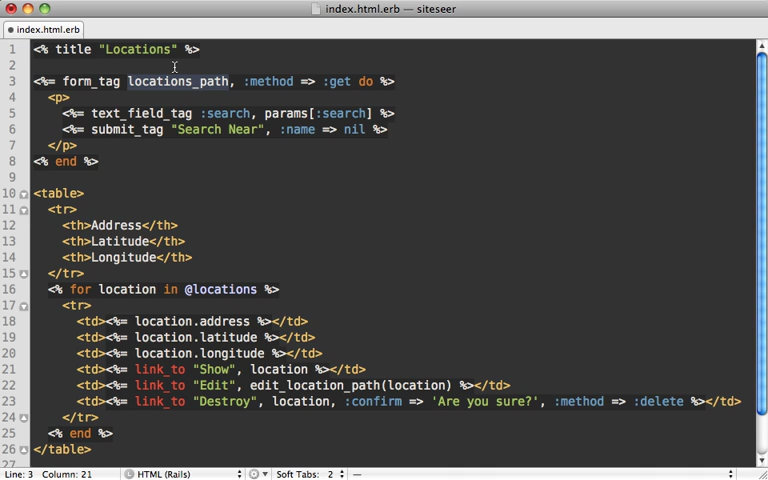 index.html.erb — siteseer
index.html.erb
1 <% title "Locations" %>
2
3 <%= form_tag locations_path, :method => :get do %>
4   <p>
5     <%= text_field_tag :search, params[:search] %>
6     <%= submit_tag "Search Near", :name => nil %>
7   </p>
8 <% end %>
9
10 <table>
11   <tr>
12     <th>Address</th>
13     <th>Latitude</th>
14     <th>Longitude</th>
15   </tr>
16   <% for location in @locations %>
17     <tr>
18       <td><%= location.address %></td>
19       <td><%= location.latitude %></td>
20       <td><%= location.longitude %></td>
21       <td><%= link_to "Show", location %></td>
22       <td><%= link_to "Edit", edit_location_path(location) %></td>
23       <td><%= link_to "Destroy", location, :confirm => 'Are you sure?', :method => :delete %></td>
24     </tr>
25   <% end %>
26 </table>
27
Line: 3 Column: 21 HTML (Rails) Soft Tabs: 2 —